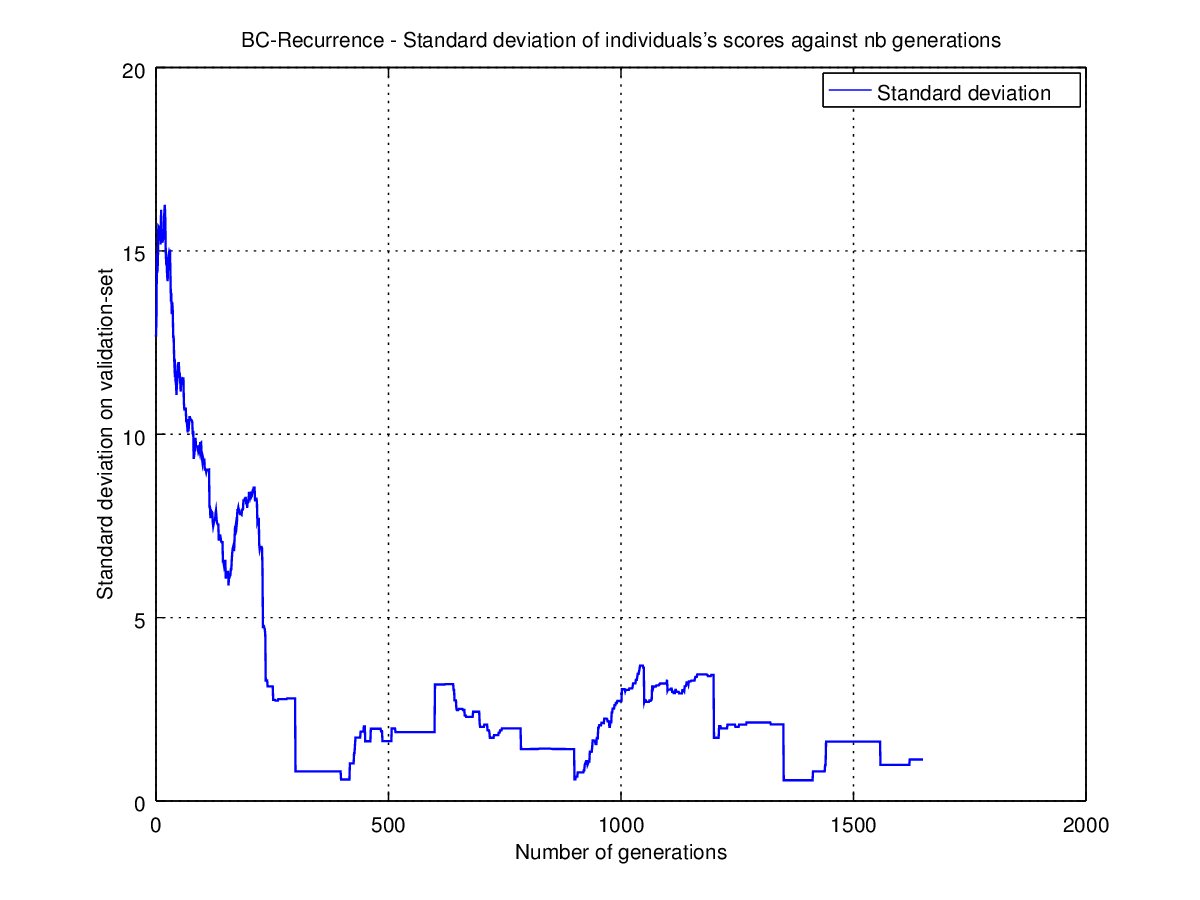 BC-Recurrence - Standard deviation of individuals's scores against nb generations
Standard deviation
20
15
10
5
0
Standard deviation on validation-set
0 500 1000 1500 2000
Number of generations